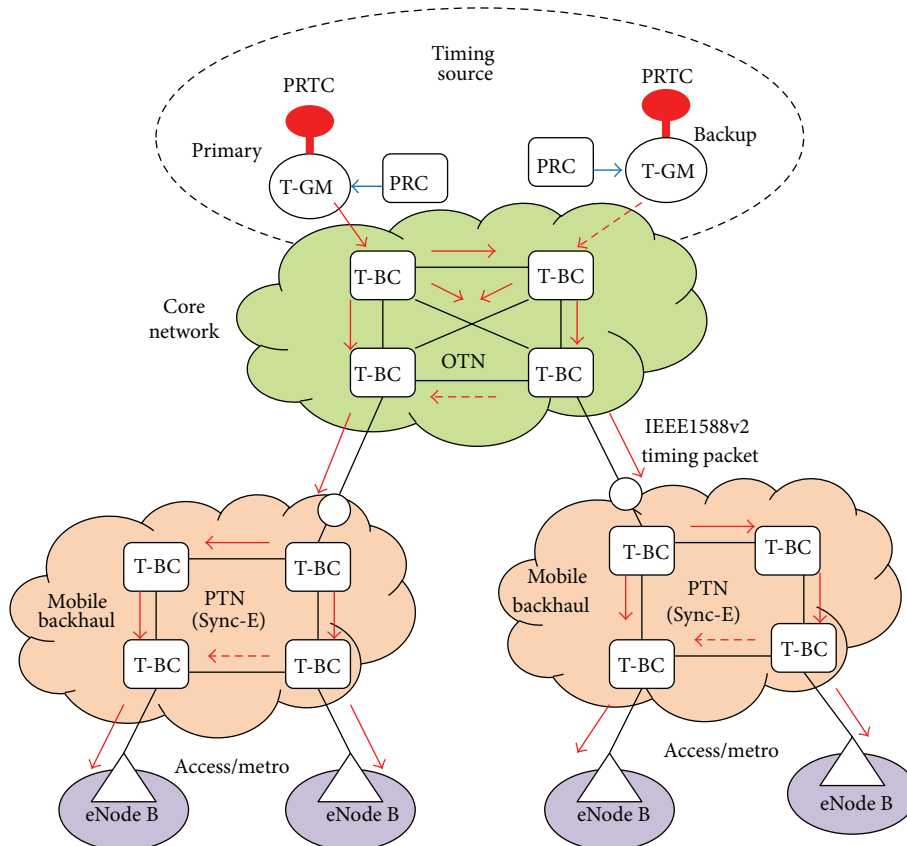 Timing
source
PRTC
PRTC
Primary
Backup
T-GM
PRC
PRC
T-GM
T-BC
T-BC
Core
network
OTN
T-BC
T-BC
IEEE1588v2
timing packet
T-BC
T-BC
Mobile
backhaul
PTN
(Sync-E)
T-BC
T-BC
T-BC
T-BC
Mobile
backhaul
PTN
(Sync-E)
T-BC
T-BC
Access/metro
Access/metro
eNode B
eNode B
eNode B
eNode B